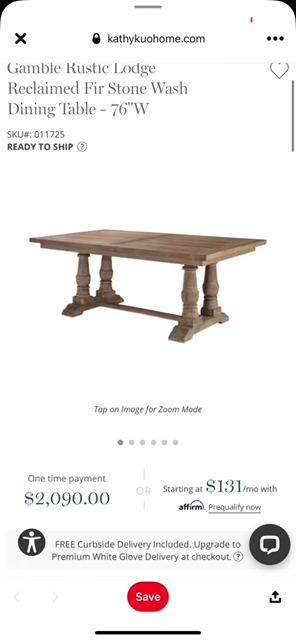 kathykuohome.com
Gamble Rustic Lodge
Reclaimed Fir Stone Wash
Dining Table - 76"W
SKU#: 011725
READY TO SHIP ?
Tap on Image for Zoom Mode
One time payment
$2,090.00
OR
Starting at $131/mo with
affirm. Prequalify now
FREE Curbside Delivery Included. Upgrade to
Premium White Glove Delivery at checkout. ?
Save